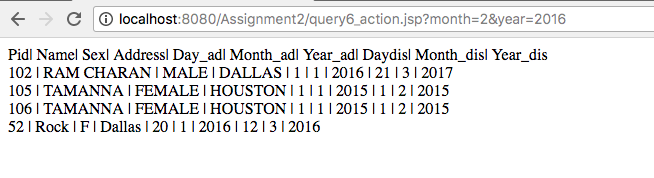 localhost:8080/Assignment2/query6_action.jsp?month=2&year=2016
Pid| Name| Sex| Address| Day_ad| Month_ad| Year_ad| Daydis| Month_dis| Year_dis
102 | RAM CHARAN | MALE | DALLAS | 1 | 1 | 2016 | 21 | 3 | 2017
105 | TAMANNA | FEMALE | HOUSTON | 1 | 1 | 2015 | 1 | 2 | 2015
106 | TAMANNA | FEMALE | HOUSTON | 1 | 1 | 2015 | 1 | 2 | 2015
52 | Rock | F | Dallas | 20 | 1 | 2016 | 12 | 3 | 2016